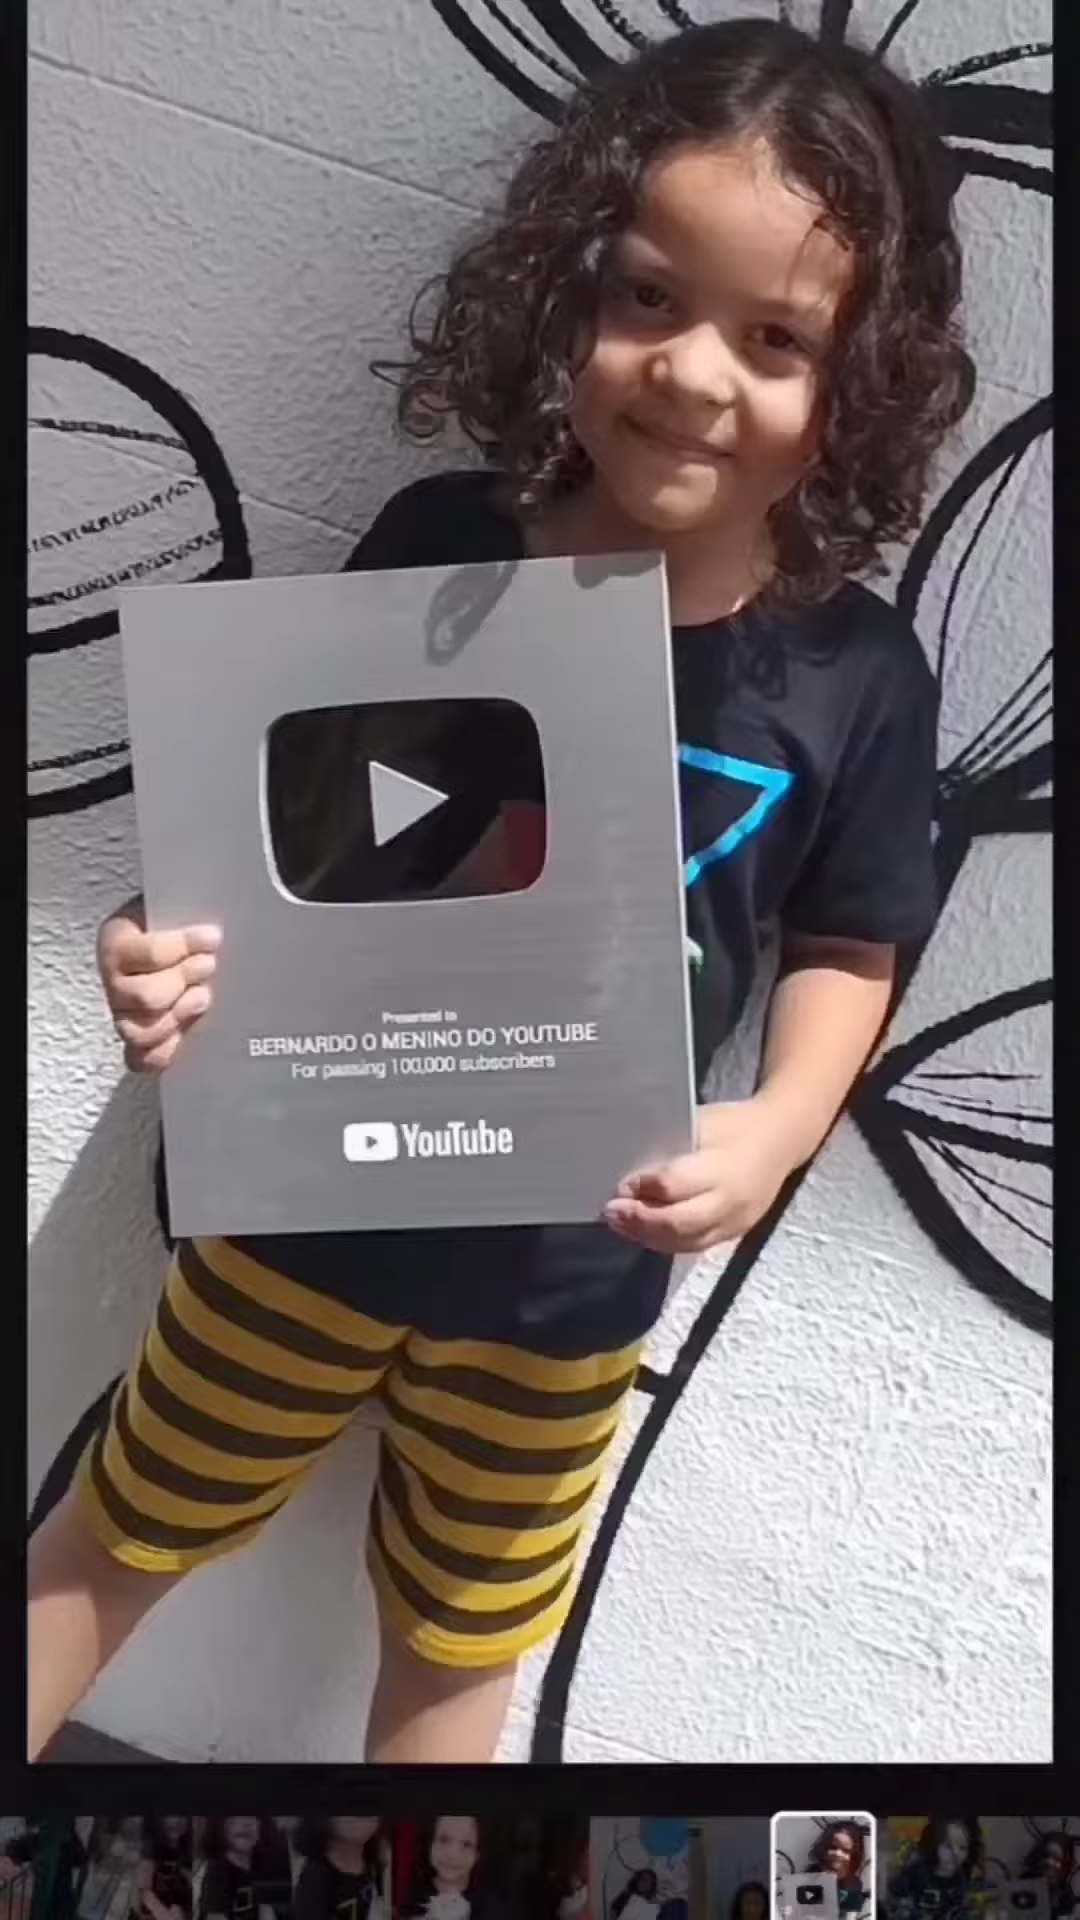 Presented to
BERNARDO O MENINO DO YOUTUBE
For passing 100,000 subscribers
YouTube